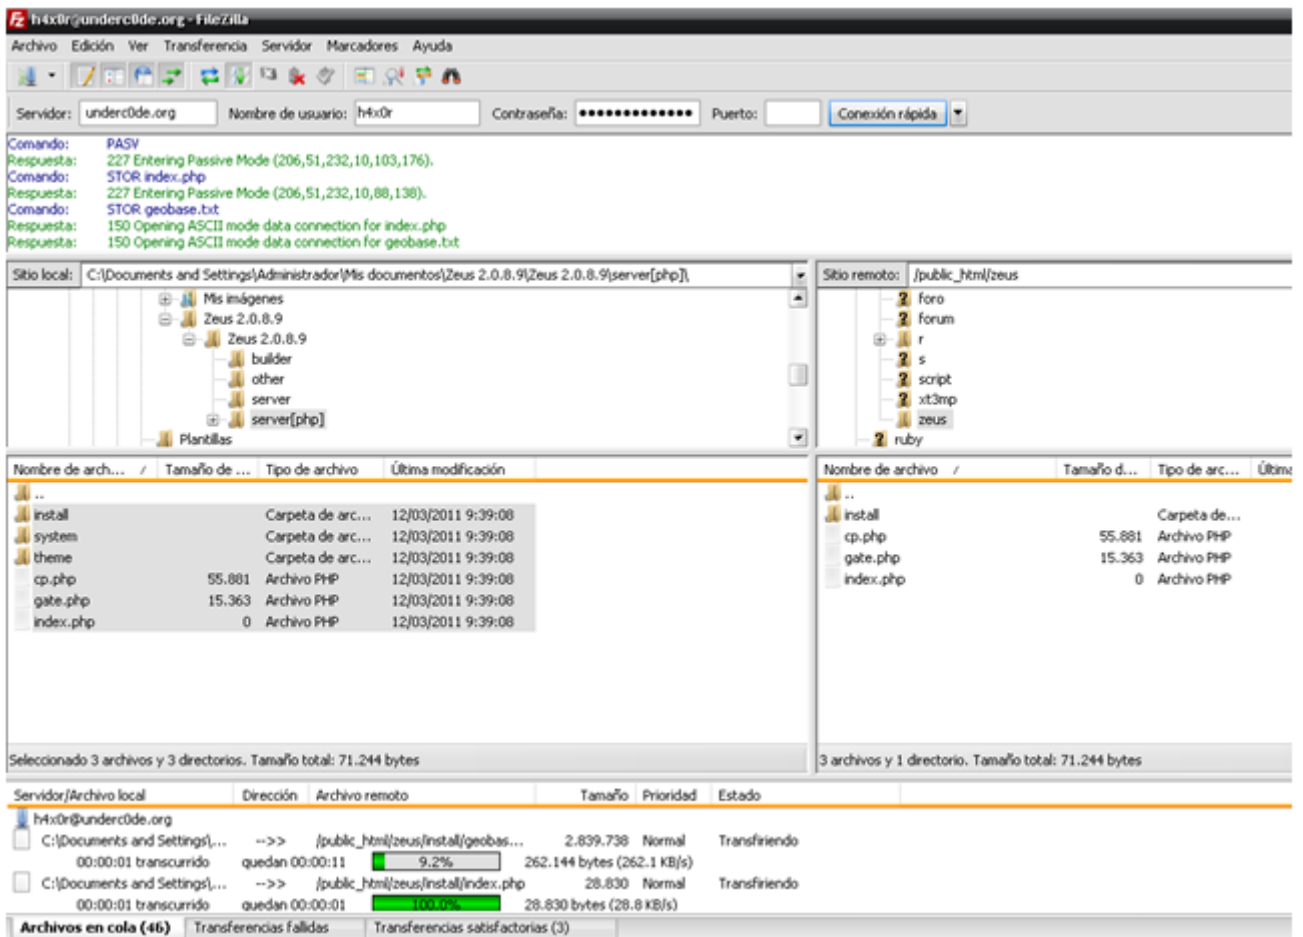 h4x0r@underc0de.org - FileZilla
Archivo Edición Ver Transferencia Servidor Marcadores Ayuda
Servidor: underc0de.org Nombre de usuario: h4x0r Contraseña: ●●●●●●●●●●●●● Puerto: Conexión rápida
Comando: PASV
Respuesta: 227 Entering Passive Mode (206,51,232,10,103,176).
Comando: STOR index.php
Respuesta: 227 Entering Passive Mode (206,51,232,10,88,138).
Comando: STOR geobase.txt
Respuesta: 150 Opening ASCII mode data connection for index.php
Respuesta: 150 Opening ASCII mode data connection for geobase.txt
Sitio local: C:\Documents and Settings\Administrador\Mis documentos\Zeus 2.0.8.9\Zeus 2.0.8.9\server[php]\
Mis imágenes
Zeus 2.0.8.9
Zeus 2.0.8.9
builder
other
server
server[php]
Plantillas
Sitio remoto: /public_html/zeus
foro
forum
r
s
script
xt3mp
zeus
ruby
Nombre de arch... / Tamaño de ... Tipo de archivo Última modificación
..
install Carpeta de arc... 12/03/2011 9:39:08
system Carpeta de arc... 12/03/2011 9:39:08
theme Carpeta de arc... 12/03/2011 9:39:08
cp.php 55.881 Archivo PHP 12/03/2011 9:39:08
gate.php 15.363 Archivo PHP 12/03/2011 9:39:08
index.php 0 Archivo PHP 12/03/2011 9:39:08
Seleccionado 3 archivos y 3 directorios. Tamaño total: 71.244 bytes
Nombre de archivo / Tamaño d... Tipo de arc... Última
..
install Carpeta de...
cp.php 55.881 Archivo PHP
gate.php 15.363 Archivo PHP
index.php 0 Archivo PHP
3 archivos y 1 directorio. Tamaño total: 71.244 bytes
Servidor/Archivo local Dirección Archivo remoto Tamaño Prioridad Estado
h4x0r@underc0de.org
C:\Documents and Settings\... -->> /public_html/zeus/install/geobas... 2.839.738 Normal Transfiriendo
00:00:01 transcurrido quedan 00:00:11 9.2% 262.144 bytes (262.1 KB/s)
C:\Documents and Settings\... -->> /public_html/zeus/install/index.php 28.830 Normal Transfiriendo
00:00:01 transcurrido quedan 00:00:01 100.0% 28.830 bytes (28.8 KB/s)
Archivos en cola (46) Transferencias fallidas Transferencias satisfactorias (3)